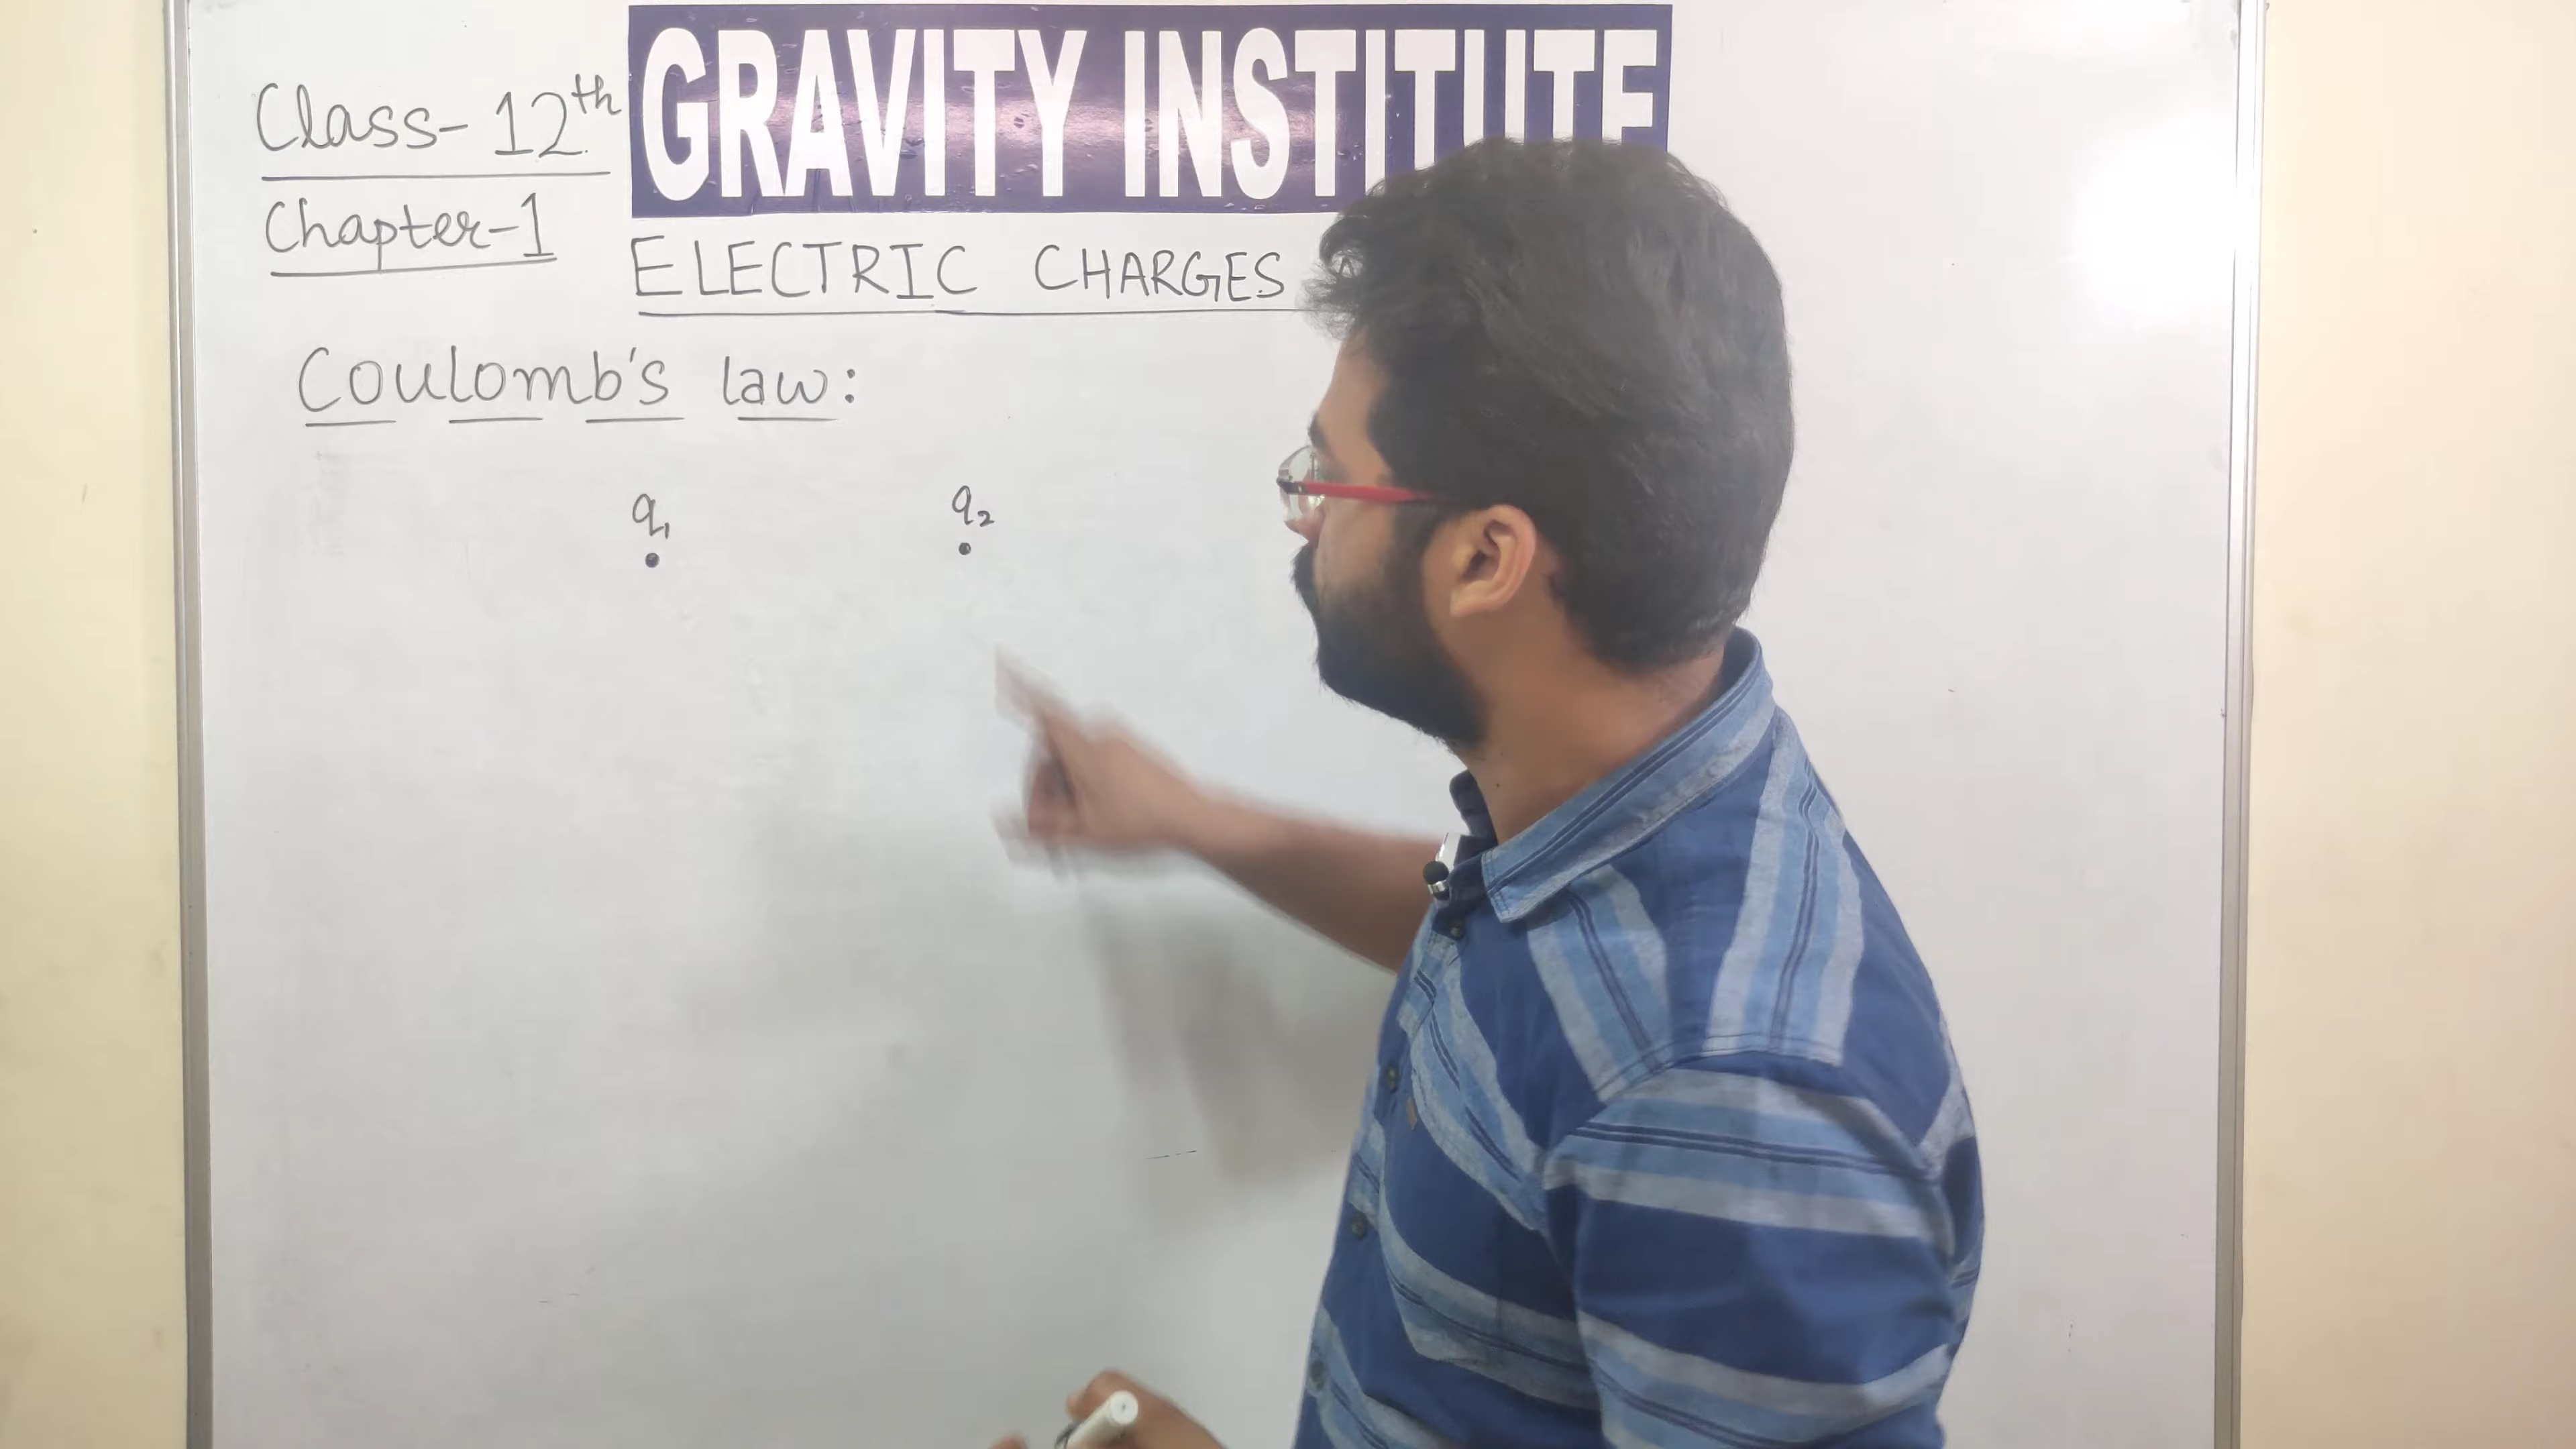 Class- 12th
GRAVITY INSTITUTE
Chapter-1
ELECTRIC CHARGES
Coulomb's law:
q₁ q₂